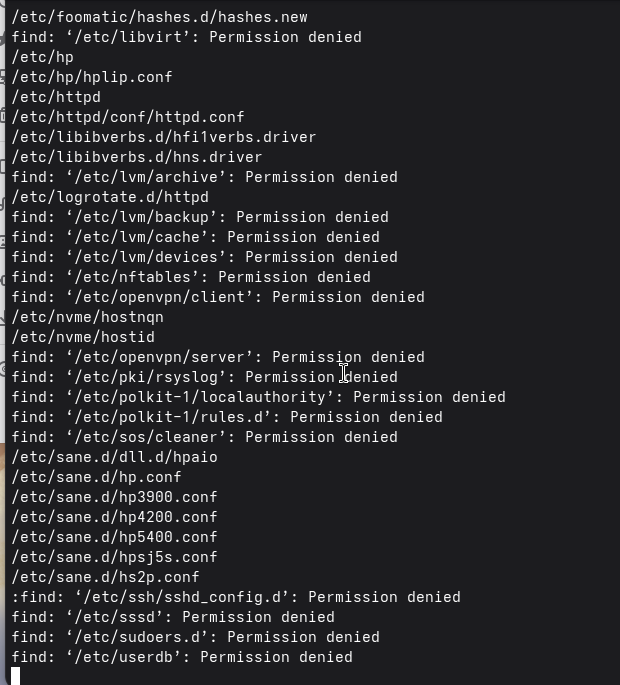 /etc/foomatic/hashes.d/hashes.new
find: ‘/etc/libvirt’: Permission denied
/etc/hp
/etc/hp/hplip.conf
/etc/httpd
/etc/httpd/conf/httpd.conf
/etc/libibverbs.d/hfi1verbs.driver
/etc/libibverbs.d/hns.driver
find: ‘/etc/lvm/archive’: Permission denied
/etc/logrotate.d/httpd
find: ‘/etc/lvm/backup’: Permission denied
find: ‘/etc/lvm/cache’: Permission denied
find: ‘/etc/lvm/devices’: Permission denied
find: ‘/etc/nftables’: Permission denied
find: ‘/etc/openvpn/client’: Permission denied
/etc/nvme/hostnqn
/etc/nvme/hostid
find: ‘/etc/openvpn/server’: Permission denied
find: ‘/etc/pki/rsyslog’: Permission denied
find: ‘/etc/polkit-1/localauthority’: Permission denied
find: ‘/etc/polkit-1/rules.d’: Permission denied
find: ‘/etc/sos/cleaner’: Permission denied
/etc/sane.d/dll.d/hpaio
/etc/sane.d/hp.conf
/etc/sane.d/hp3900.conf
/etc/sane.d/hp4200.conf
/etc/sane.d/hp5400.conf
/etc/sane.d/hpsj5s.conf
/etc/sane.d/hs2p.conf
:find: ‘/etc/ssh/sshd_config.d’: Permission denied
find: ‘/etc/sssd’: Permission denied
find: ‘/etc/sudoers.d’: Permission denied
find: ‘/etc/userdb’: Permission denied